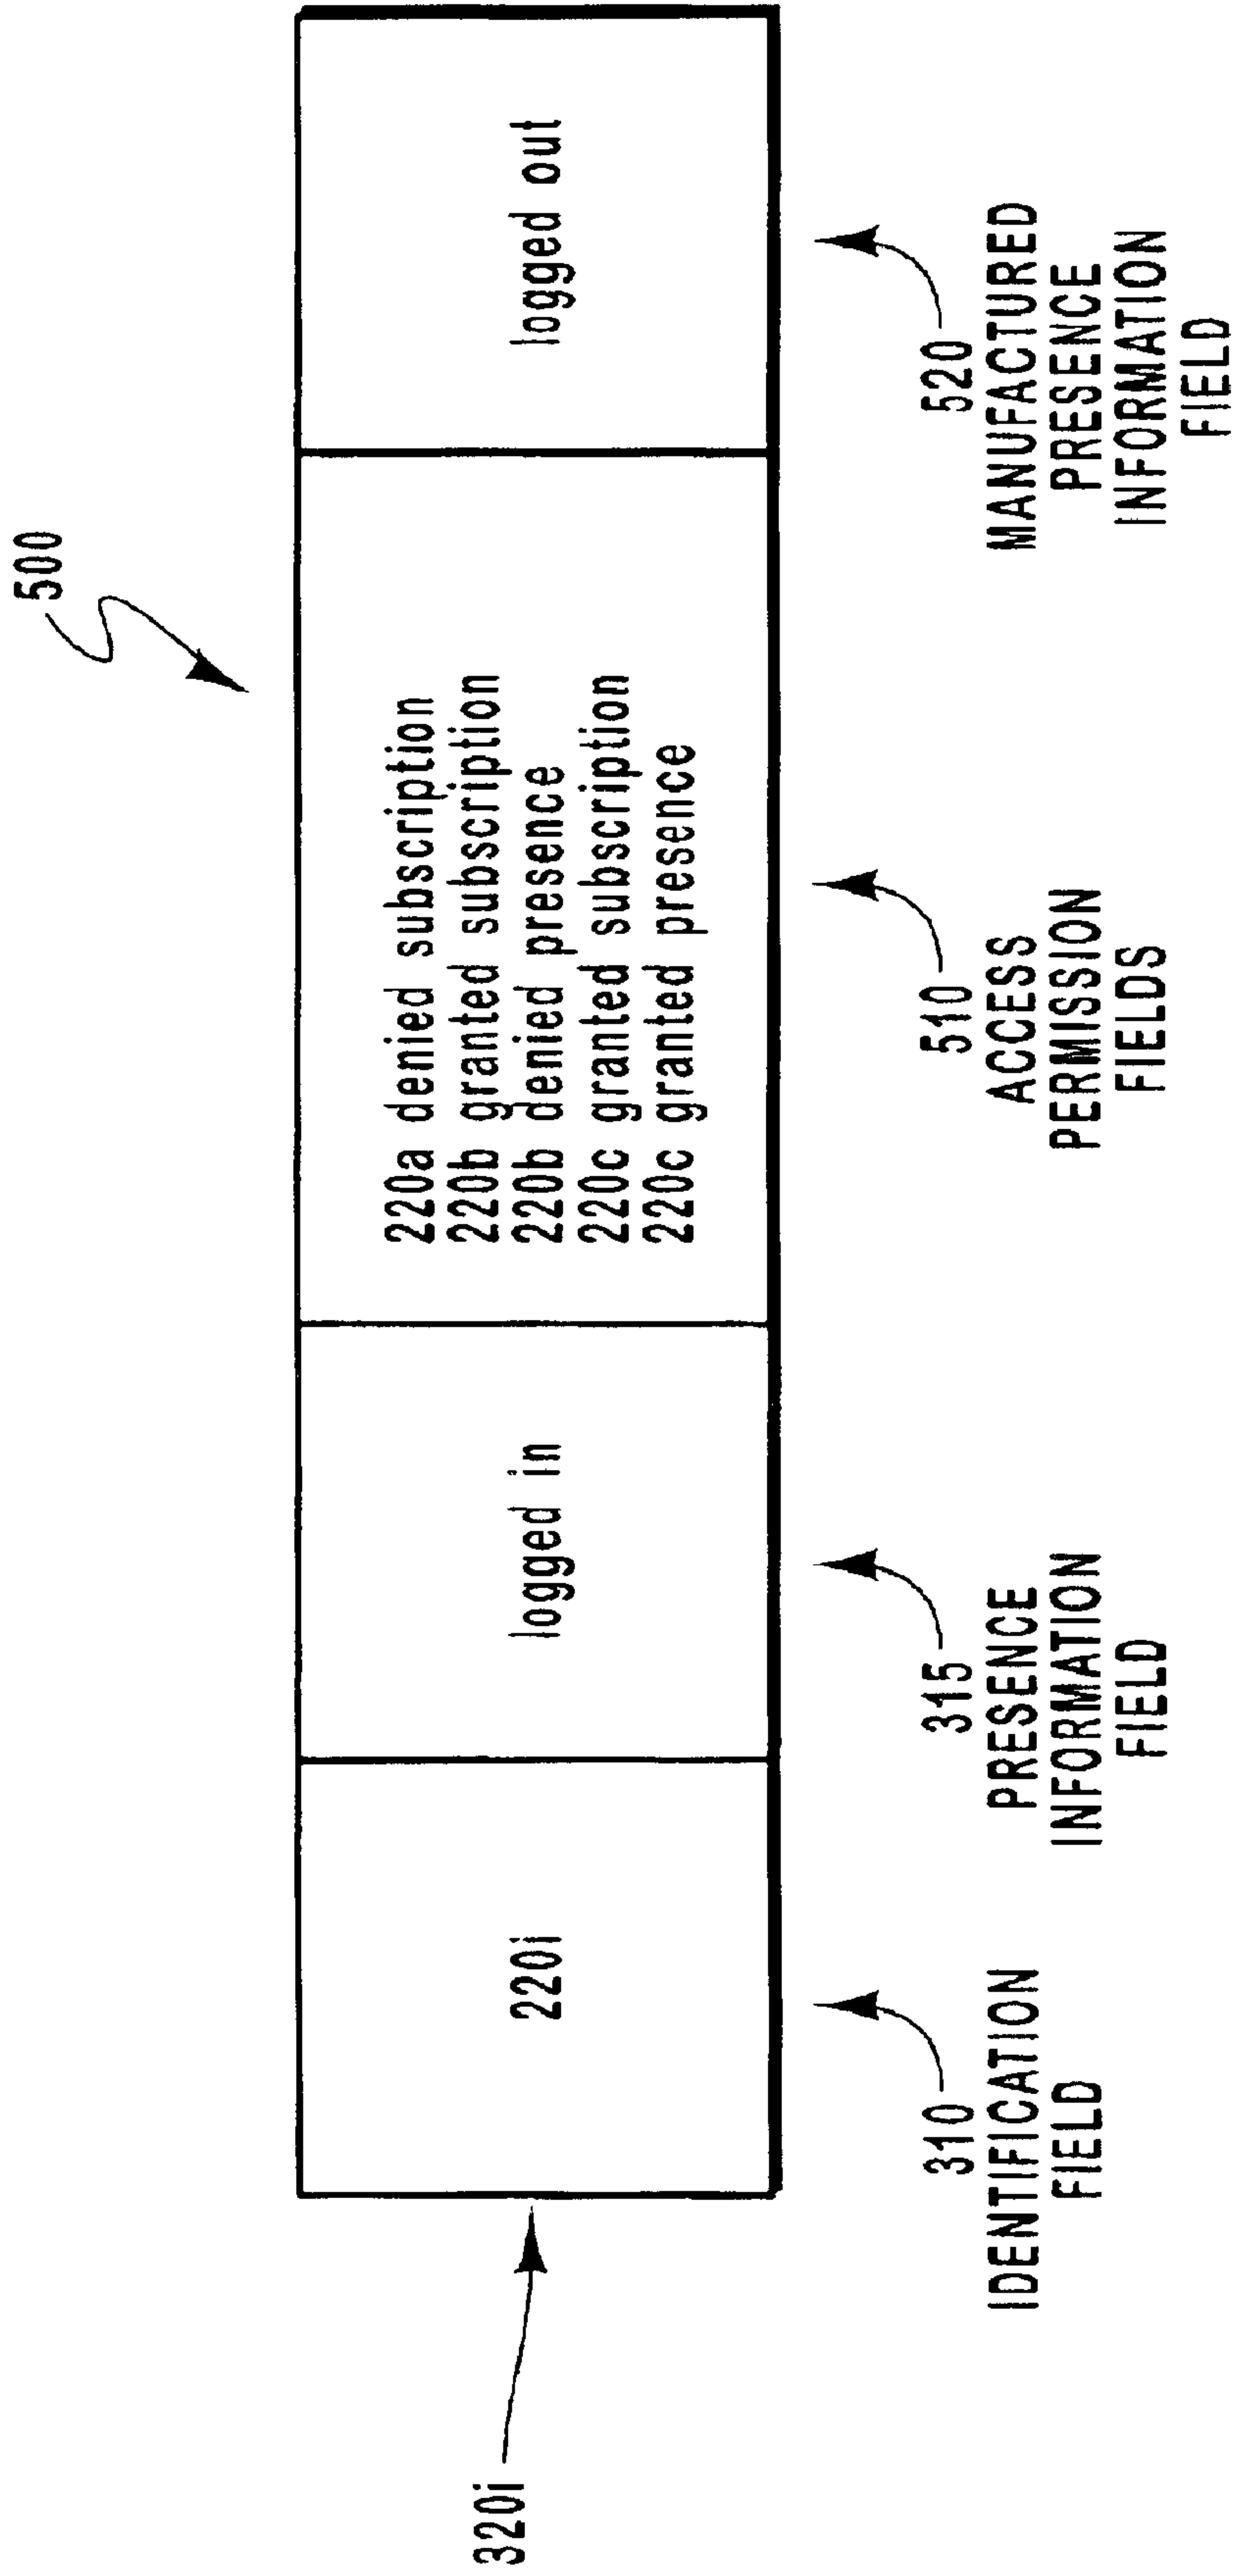 500
320i
220i
logged in
220a denied subscription
220b granted subscription
220b denied presence
220c granted subscription
220c granted presence
logged out
310
IDENTIFICATION
FIELD
315
PRESENCE
INFORMATION
FIELD
510
ACCESS
PERMISSION
FIELDS
520
MANUFACTURED
PRESENCE
INFORMATION
FIELD